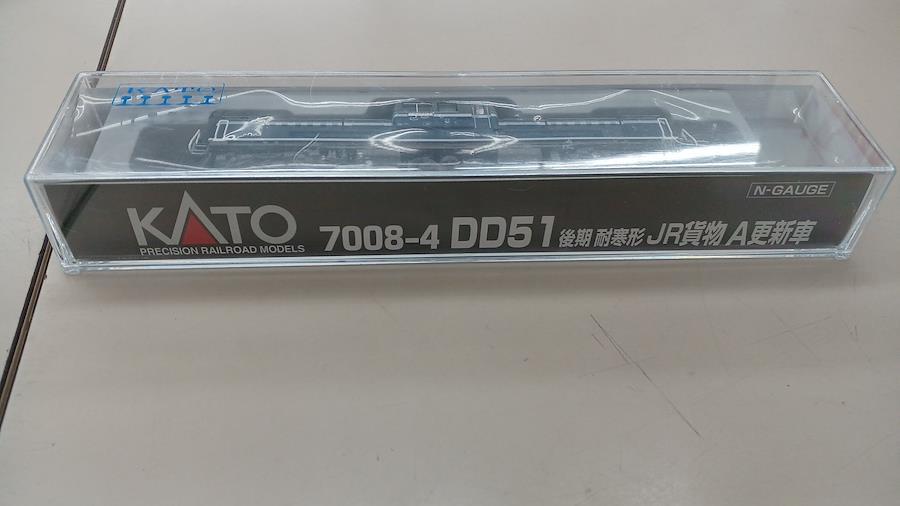 KATO
N-GAUGE
KATO
PRECISION RAILROAD MODELS
7008-4 DD51 後期 耐寒形 JR貨物 A更新車